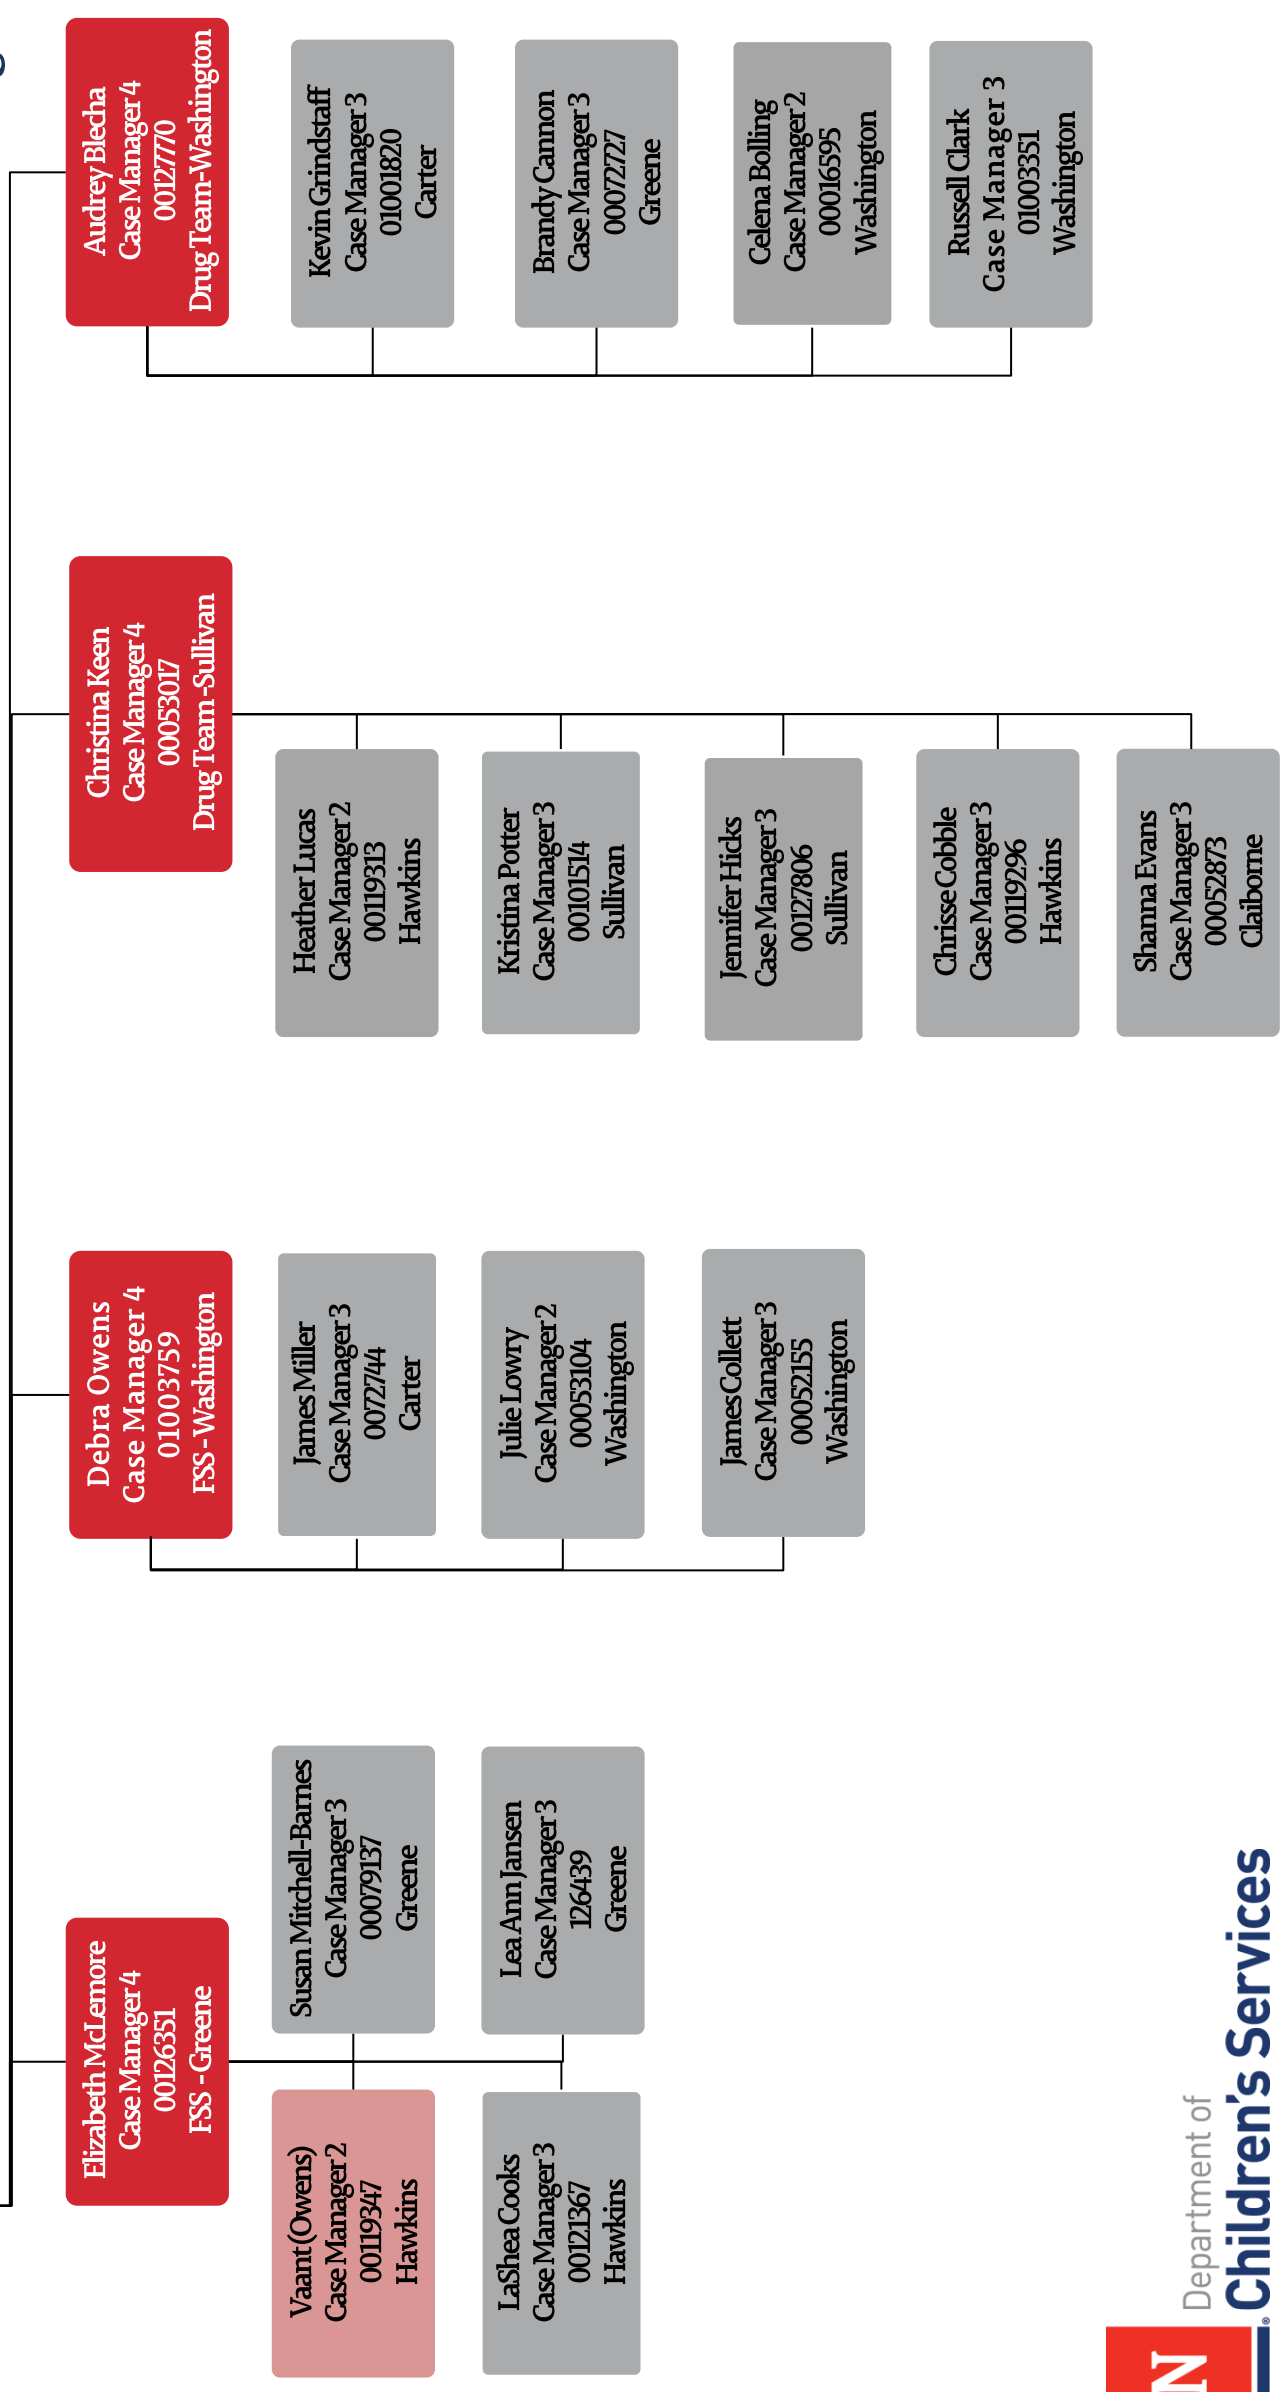 Elizabeth McLemore
Case Manager 4
00126351
FSS - Greene
Vaant (Owens)
Case Manager 2
00119347
Hawkins
Susan Mitchell-Barnes
Case Manager 3
00079137
Greene
LaShea Cooks
Case Manager 3
00121367
Hawkins
Lea Ann Jansen
Case Manager 3
126439
Greene
Debra Owens
Case Manager 4
01003759
FSS - Washington
James Miller
Case Manager 3
0072744
Carter
Julie Lowry
Case Manager 2
00053104
Washington
James Collett
Case Manager 3
00052155
Washington
Christina Keen
Case Manager 4
00053017
Drug Team -Sullivan
Heather Lucas
Case Manager 2
00119313
Hawkins
Kristina Potter
Case Manager 3
00101514
Sullivan
Jennifer Hicks
Case Manager 3
00127806
Sullivan
Chrisse Cobble
Case Manager 3
00119296
Hawkins
Shanna Evans
Case Manager 3
00052873
Claiborne
Audrey Blecha
Case Manager 4
00127770
Drug Team-Washington
Kevin Grindstaff
Case Manager 3
01001820
Carter
Brandy Cannon
Case Manager 3
00072727
Greene
Celena Bolling
Case Manager 2
00016595
Washington
Russell Clark
Case Manager 3
01003351
Washington
N
Department of
Children's Services